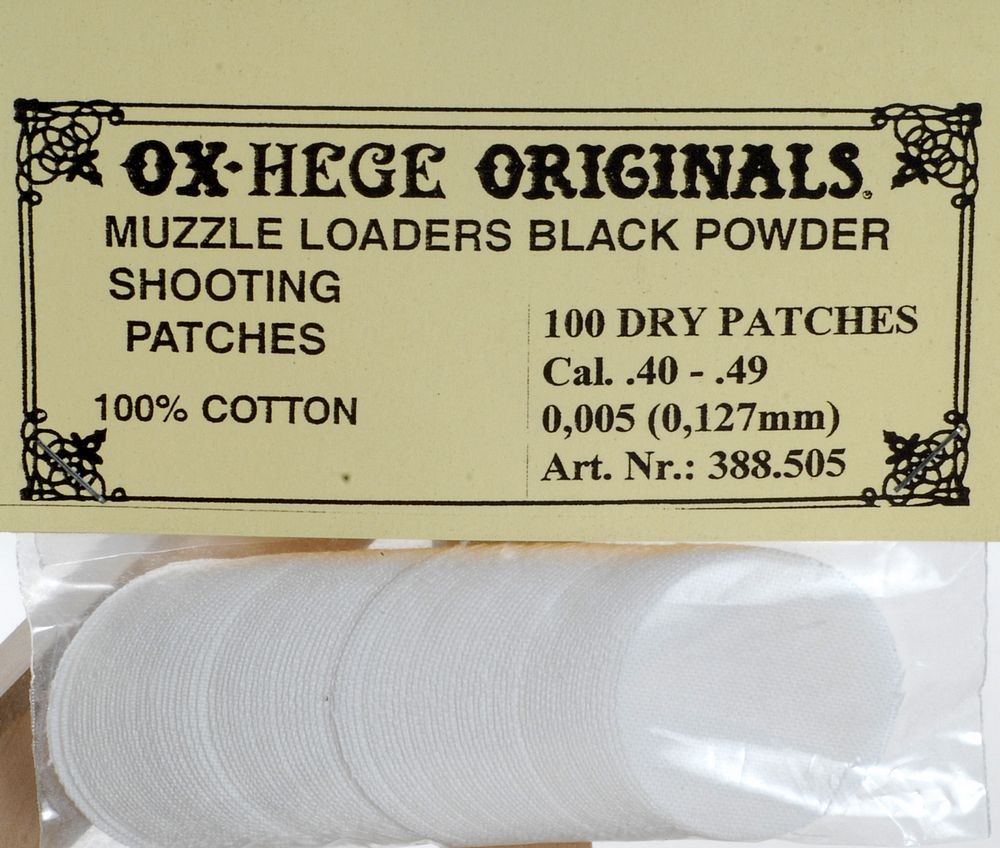 OX-HEGE ORIGINALS.
MUZZLE LOADERS BLACK POWDER
SHOOTING
PATCHES
100% COTTON
100 DRY PATCHES
Cal. .40 - .49
0,005 (0,127mm)
Art. Nr.: 388.505